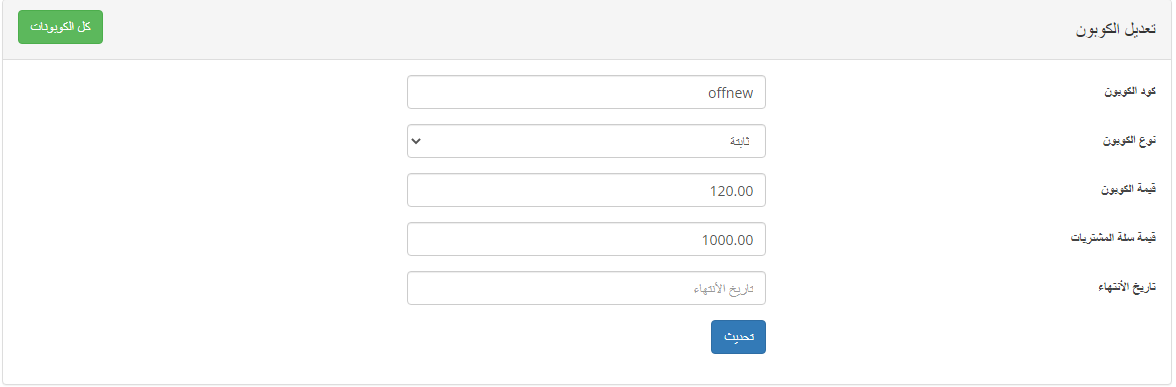 تعديل الكوبون
كل الكوبونات
كود الكوبون
offnew
نوع الكوبون
ثابتة
قيمة الكوبون
120.00
قيمة سلة المشتريات
1000.00
تاريخ الأنتهاء
تاريخ الأنتهاء
تحديث